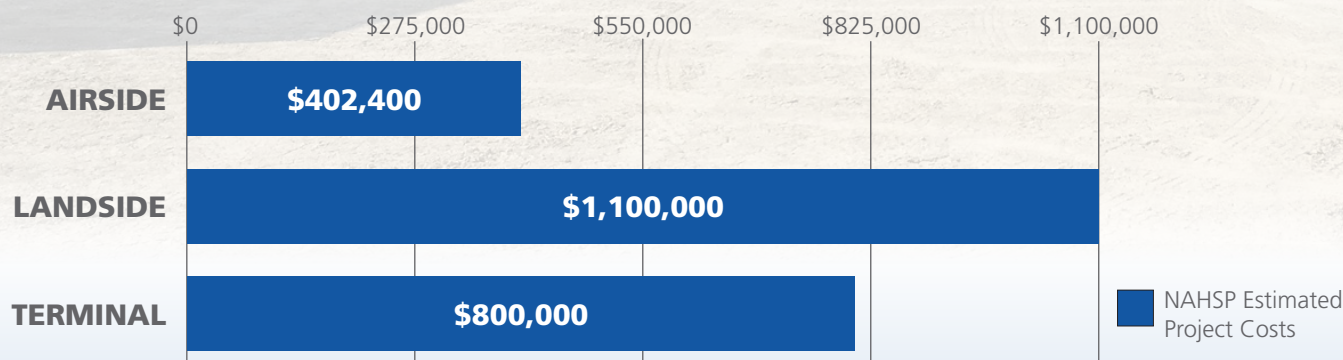 $0 $275,000 $550,000 $825,000 $1,100,000
AIRSIDE $402,400
LANDSIDE $1,100,000
TERMINAL $800,000
NAHSP Estimated
Project Costs